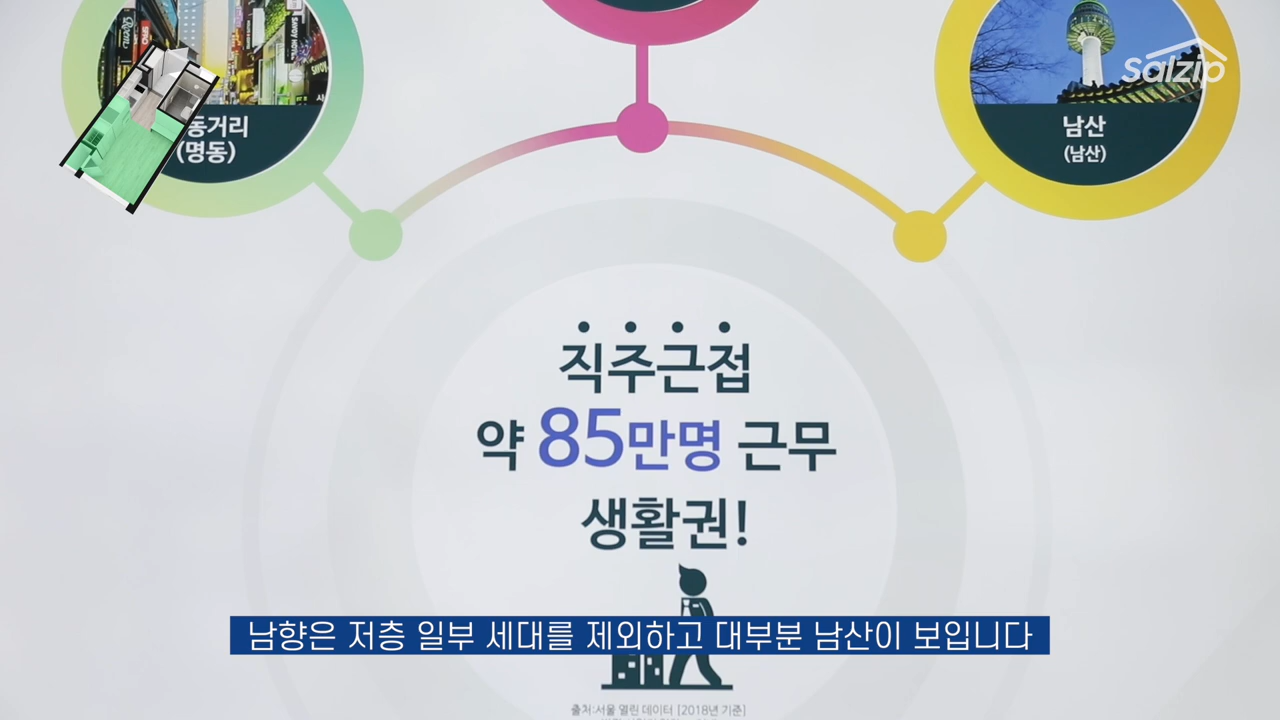 Salzip
동거리
(명동)
남산
(남산)
직주근접
약 85만명 근무
생활권!
남향은 저층 일부 세대를 제외하고 대부분 남산이 보입니다
출처:서울 열린 데이터 [2018년 기준]